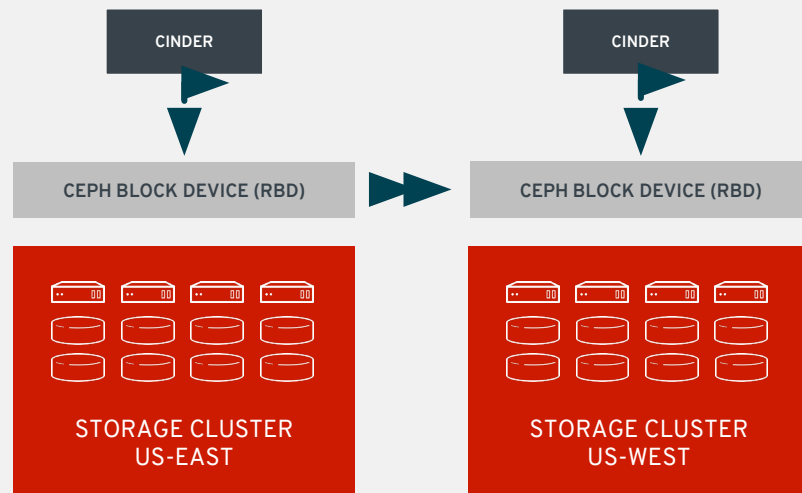 CINDER
CINDER
CEPH BLOCK DEVICE (RBD)
CEPH BLOCK DEVICE (RBD)
STORAGE CLUSTER
US-EAST
STORAGE CLUSTER
US-WEST